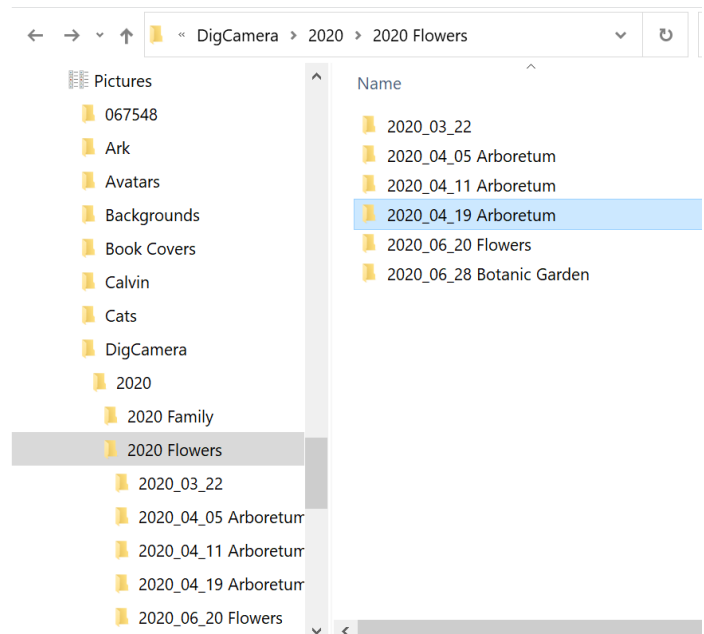 « DigCamera > 2020 > 2020 Flowers
Pictures
067548
Ark
Avatars
Backgrounds
Book Covers
Calvin
Cats
DigCamera
2020
2020 Family
2020 Flowers
2020_03_22
2020_04_05 Arboretum
2020_04_11 Arboretum
2020_04_19 Arboretum
2020_06_20 Flowers
Name
2020_03_22
2020_04_05 Arboretum
2020_04_11 Arboretum
2020_04_19 Arboretum
2020_06_20 Flowers
2020_06_28 Botanic Garden